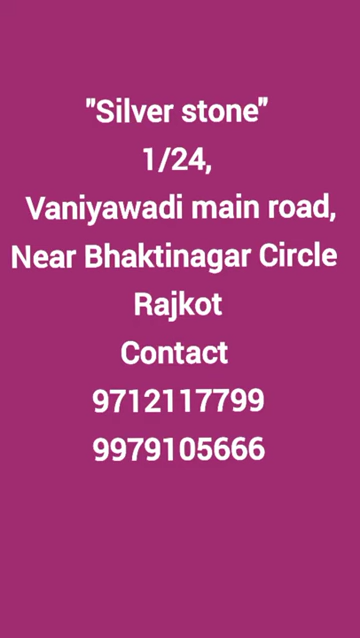 "Silver stone"
1/24,
Vaniyawadi main road,
Near Bhaktinagar Circle
Rajkot
Contact
9712117799
9979105666